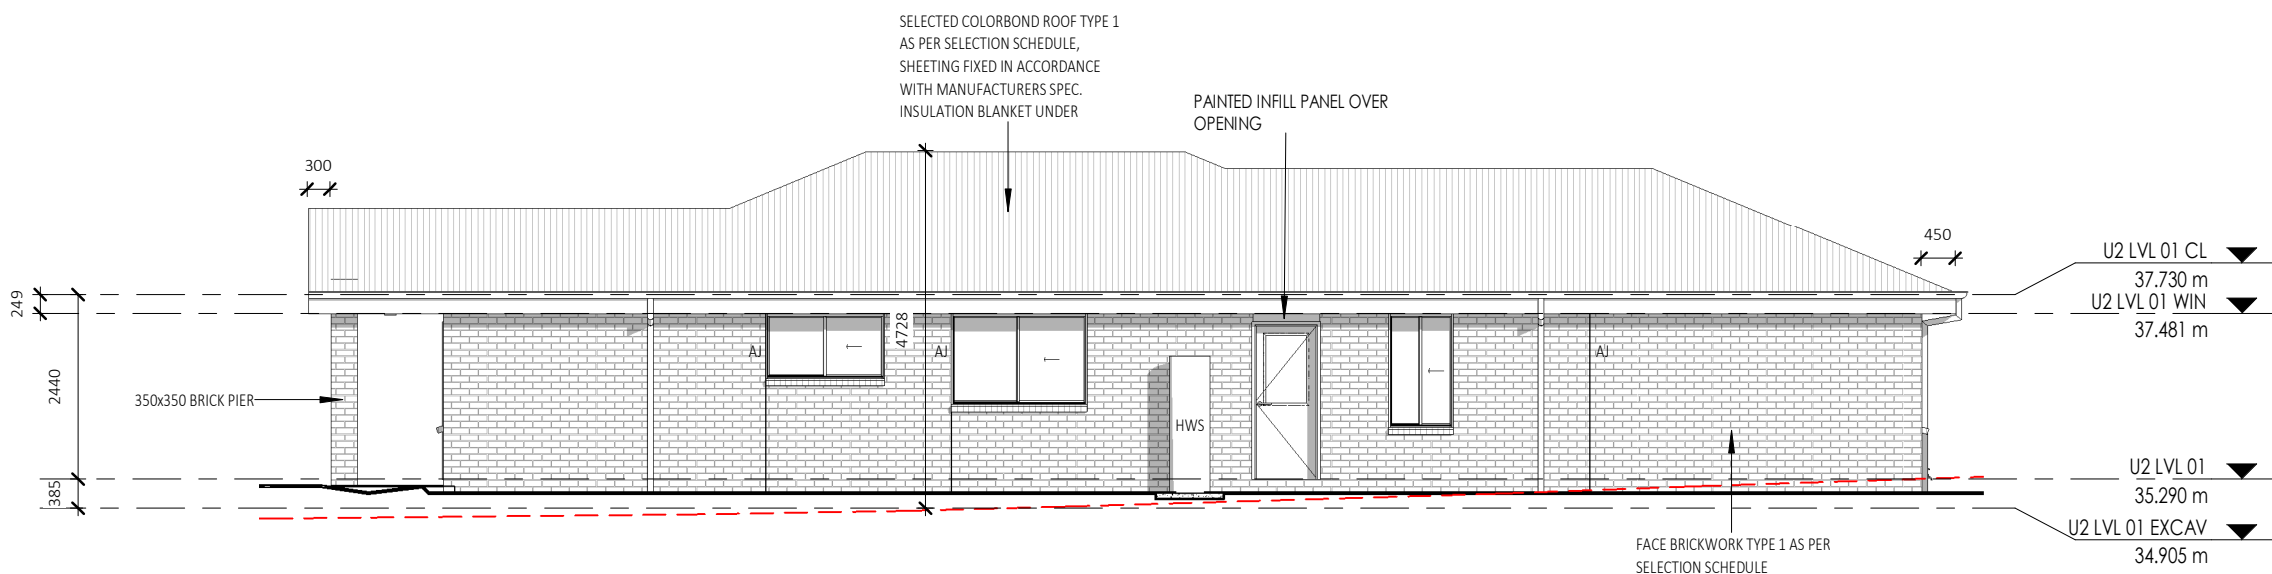 SELECTED COLORBOND ROOF TYPE 1
AS PER SELECTION SCHEDULE,
SHEETING FIXED IN ACCORDANCE
WITH MANUFACTURERS SPEC.
INSULATION BLANKET UNDER
PAINTED INFILL PANEL OVER
OPENING
300
450
249
2440
385
4728
350x350 BRICK PIER
AJ
AJ
AJ
HWS
U2 LVL 01 CL
37.730 m
U2 LVL 01 WIN
37.481 m
U2 LVL 01
35.290 m
U2 LVL 01 EXCAV
34.905 m
FACE BRICKWORK TYPE 1 AS PER
SELECTION SCHEDULE